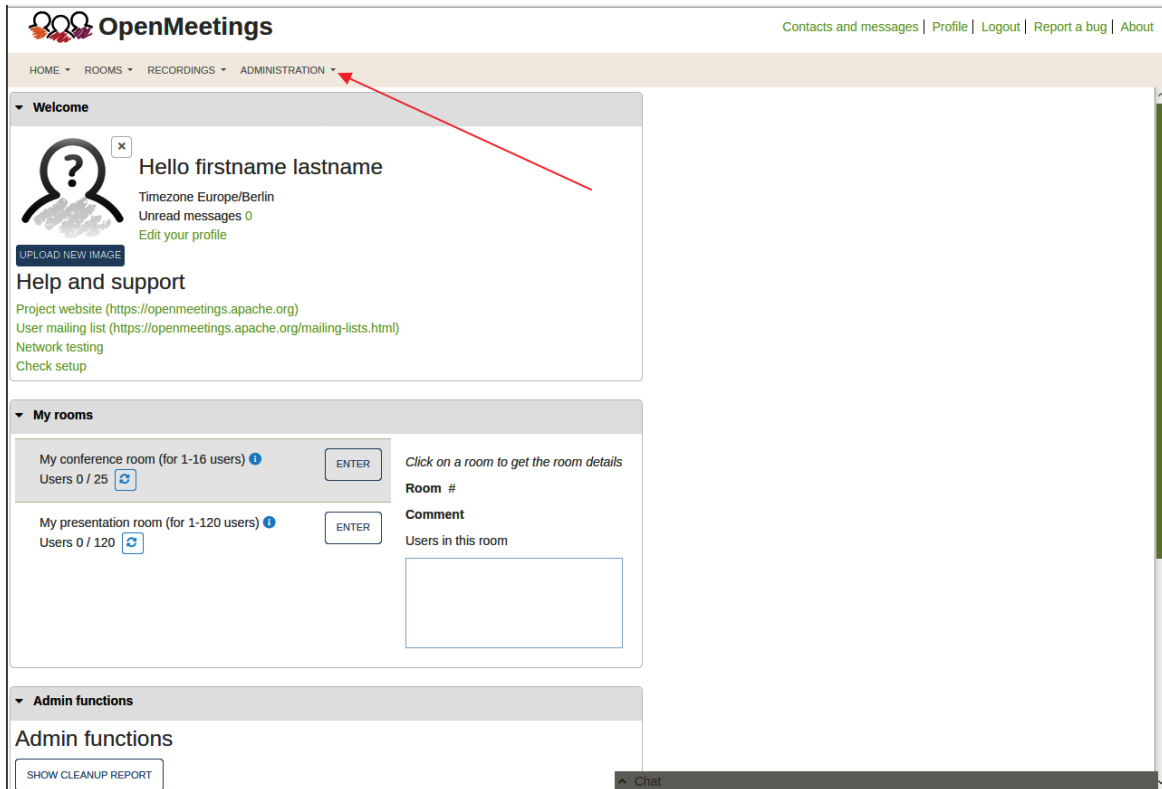 OpenMeetings
Contacts and messages | Profile | Logout | Report a bug | About
HOME ROOMS RECORDINGS ADMINISTRATION
Welcome
?
Hello firstname lastname
Timezone Europe/Berlin
Unread messages 0
Edit your profile
UPLOAD NEW IMAGE
Help and support
Project website (https://openmeetings.apache.org)
User mailing list (https://openmeetings.apache.org/mailing-lists.html)
Network testing
Check setup
My rooms
My conference room (for 1-16 users)
Users 0 / 25
ENTER
My presentation room (for 1-120 users)
Users 0 / 120
ENTER
Click on a room to get the room details
Room #
Comment
Users in this room
Admin functions
Admin functions
SHOW CLEANUP REPORT
Chat